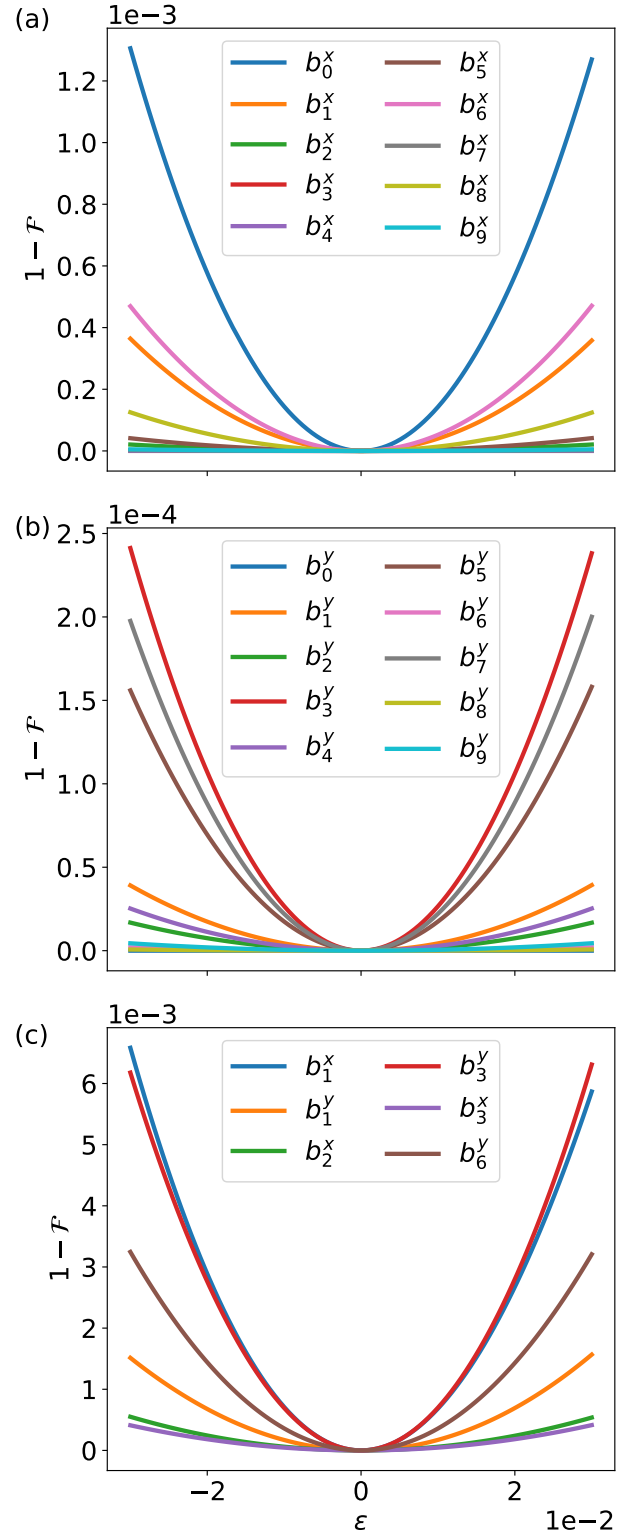 (a)
1e−3
1 − ℱ
1.2
1.0
0.8
0.6
0.4
0.2
0.0
b₀ˣ b₅ˣ
b₁ˣ b₆ˣ
b₂ˣ b₇ˣ
b₃ˣ b₈ˣ
b₄ˣ b₉ˣ
(b)
1e−4
1 − ℱ
2.5
2.0
1.5
1.0
0.5
0.0
b₀ʸ b₅ʸ
b₁ʸ b₆ʸ
b₂ʸ b₇ʸ
b₃ʸ b₈ʸ
b₄ʸ b₉ʸ
(c)
1e−3
1 − ℱ
6
5
4
3
2
1
0
b₁ˣ b₃ʸ
b₁ʸ b₃ˣ
b₂ˣ b₆ʸ
−2 0 2
ε 1e−2